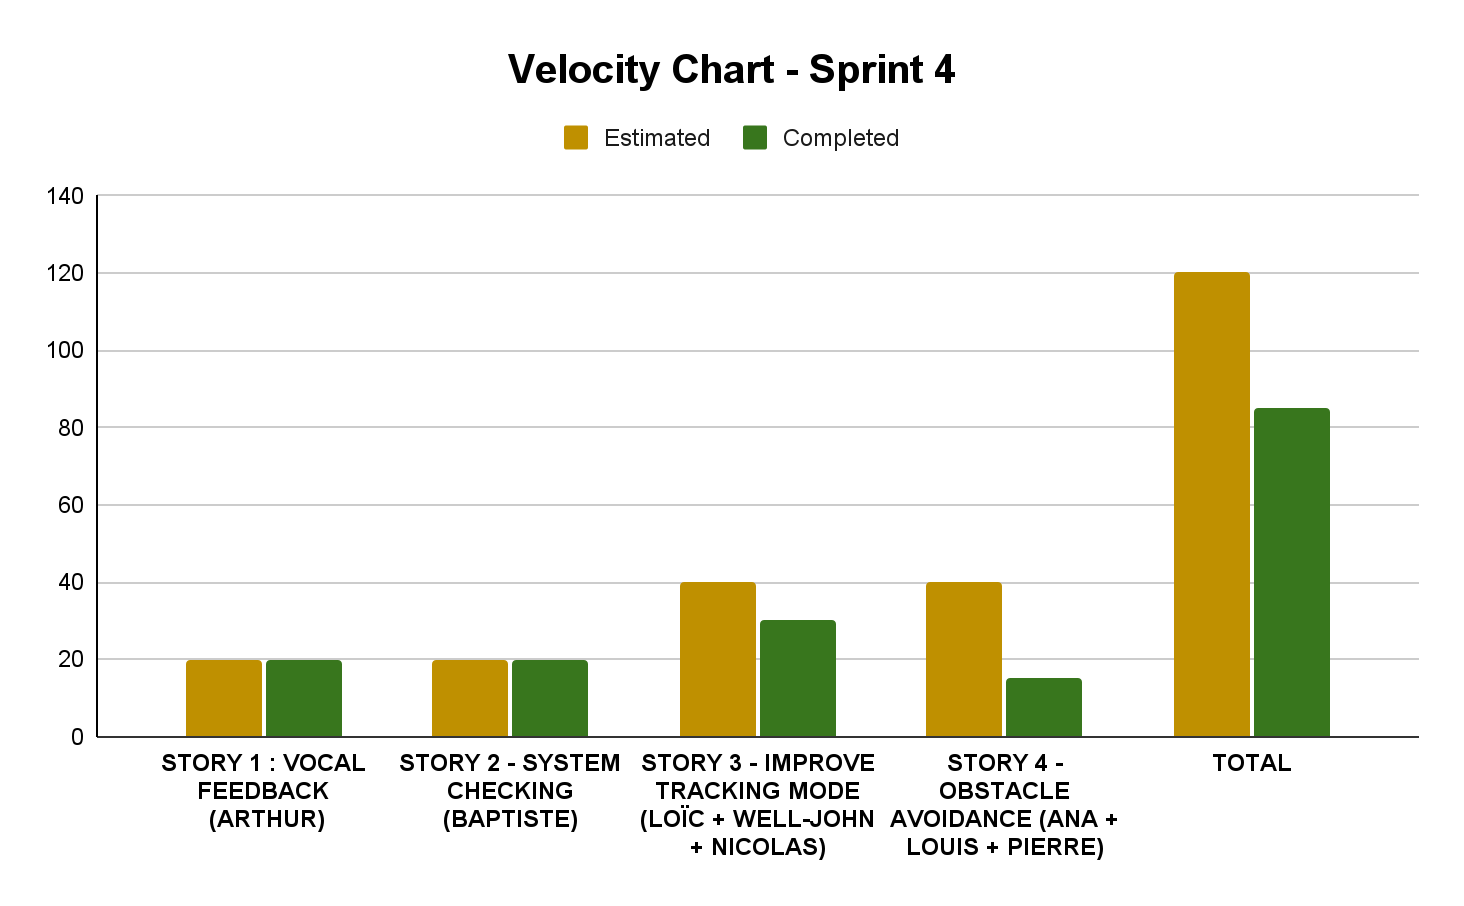 Velocity Chart - Sprint 4
Estimated Completed
140
120
100
80
60
40
20
0
STORY 1 : VOCAL
FEEDBACK
(ARTHUR)
STORY 2 - SYSTEM
CHECKING
(BAPTISTE)
STORY 3 - IMPROVE
TRACKING MODE
(LOÏC + WELL-JOHN
+ NICOLAS)
STORY 4 -
OBSTACLE
AVOIDANCE (ANA +
LOUIS + PIERRE)
TOTAL